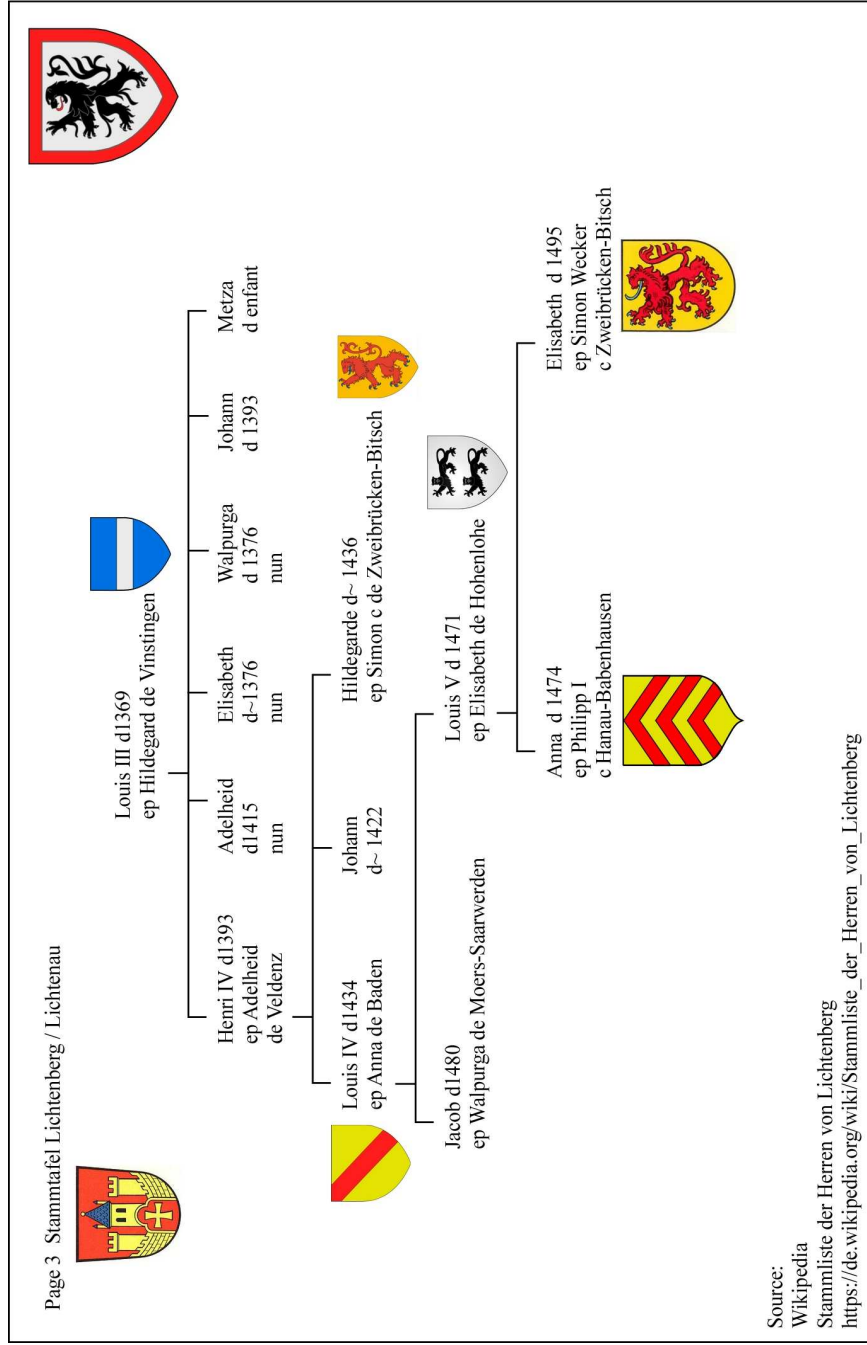 Page 3 Stammtafel Lichtenberg / Lichtenau
Louis III d1369
ep Hildegard de Vinstingen
Henri IV d1393
ep Adelheid
de Veldenz
Adelheid
d1415
nun
Elisabeth
d~1376
nun
Walpurga
d 1376
nun
Johann
d 1393
Metza
d enfant
Louis IV d1434
ep Anna de Baden
Johann
d~ 1422
Hildegarde d~ 1436
ep Simon c de Zweibrücken-Bitsch
Jacob d1480
ep Walpurga de Moers-Saarwerden
Louis V d 1471
ep Elisabeth de Hohenlohe
Anna d 1474
ep Philipp I
c Hanau-Babenhausen
Elisabeth d 1495
ep Simon Wecker
c Zweibrücken-Bitsch
Source:
Wikipedia
Stammliste der Herren von Lichtenberg
https://de.wikipedia.org/wiki/Stammliste_der_Herren_von_Lichtenberg